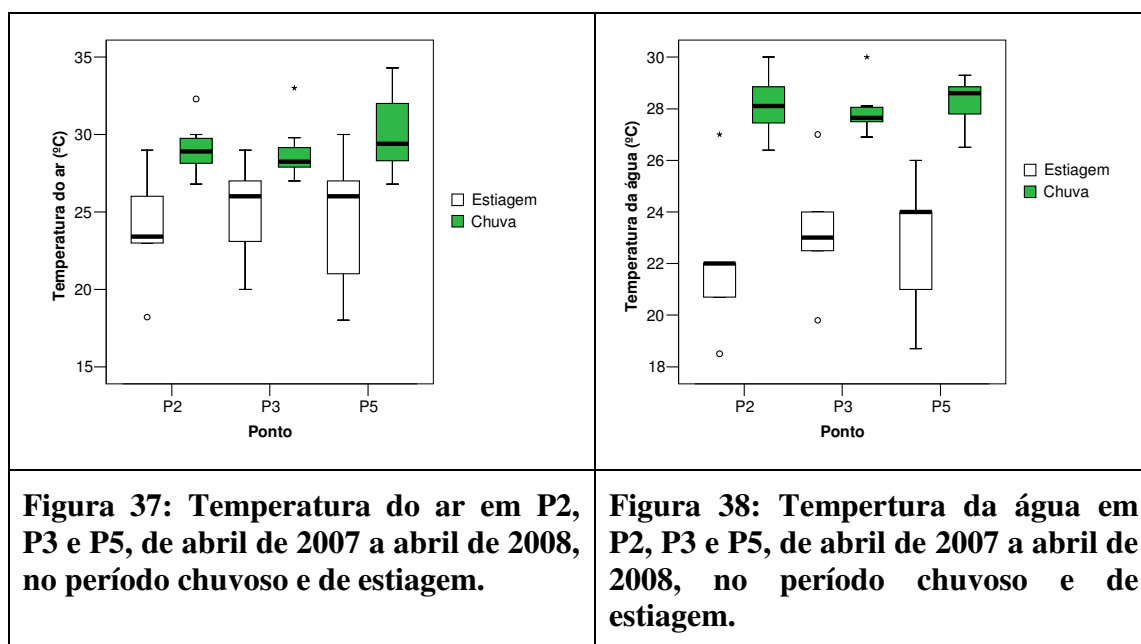 35
30
25
20
15
Temperatura do ar (ºC)
P2 P3 P5
Ponto
Estiagem
Chuva
30
28
26
24
22
20
18
Temperatura da água (ºC)
P2 P3 P5
Ponto
Estiagem
Chuva
Figura 37: Temperatura do ar em P2,
P3 e P5, de abril de 2007 a abril de 2008,
no período chuvoso e de estiagem.
Figura 38: Tempertura da água em
P2, P3 e P5, de abril de 2007 a abril de
2008, no período chuvoso e de
estiagem.